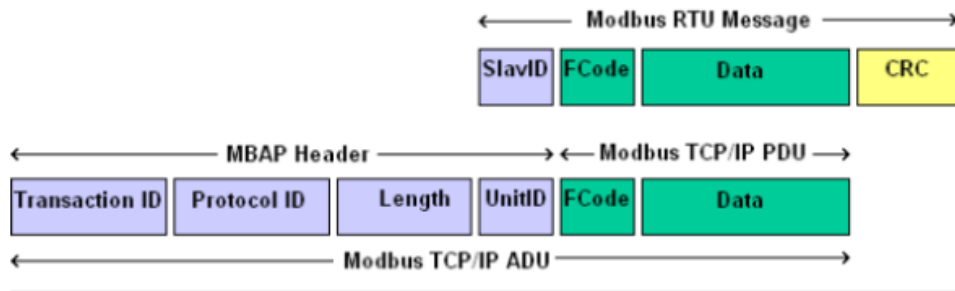 Modbus RTU Message
SlavID FCode Data CRC
MBAP Header Modbus TCP/IP PDU
Transaction ID Protocol ID Length UnitID FCode Data
Modbus TCP/IP ADU